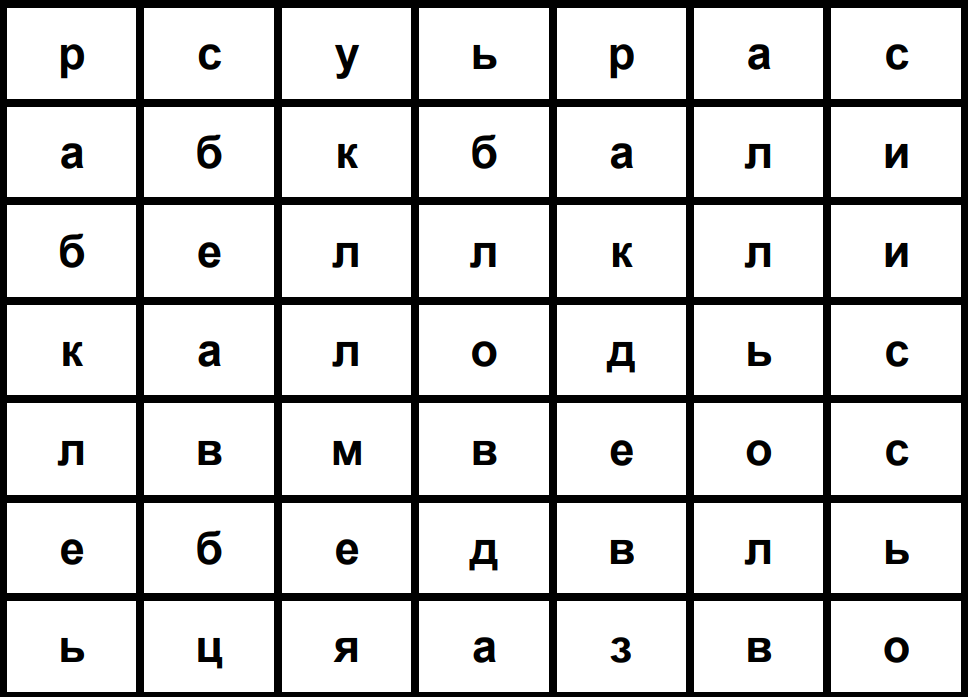 р с у ь р а с
а б к б а л и
б е л л к л и
к а л о д ь с
л в м в е о с
е б е д в л ь
ь ц я а з в о